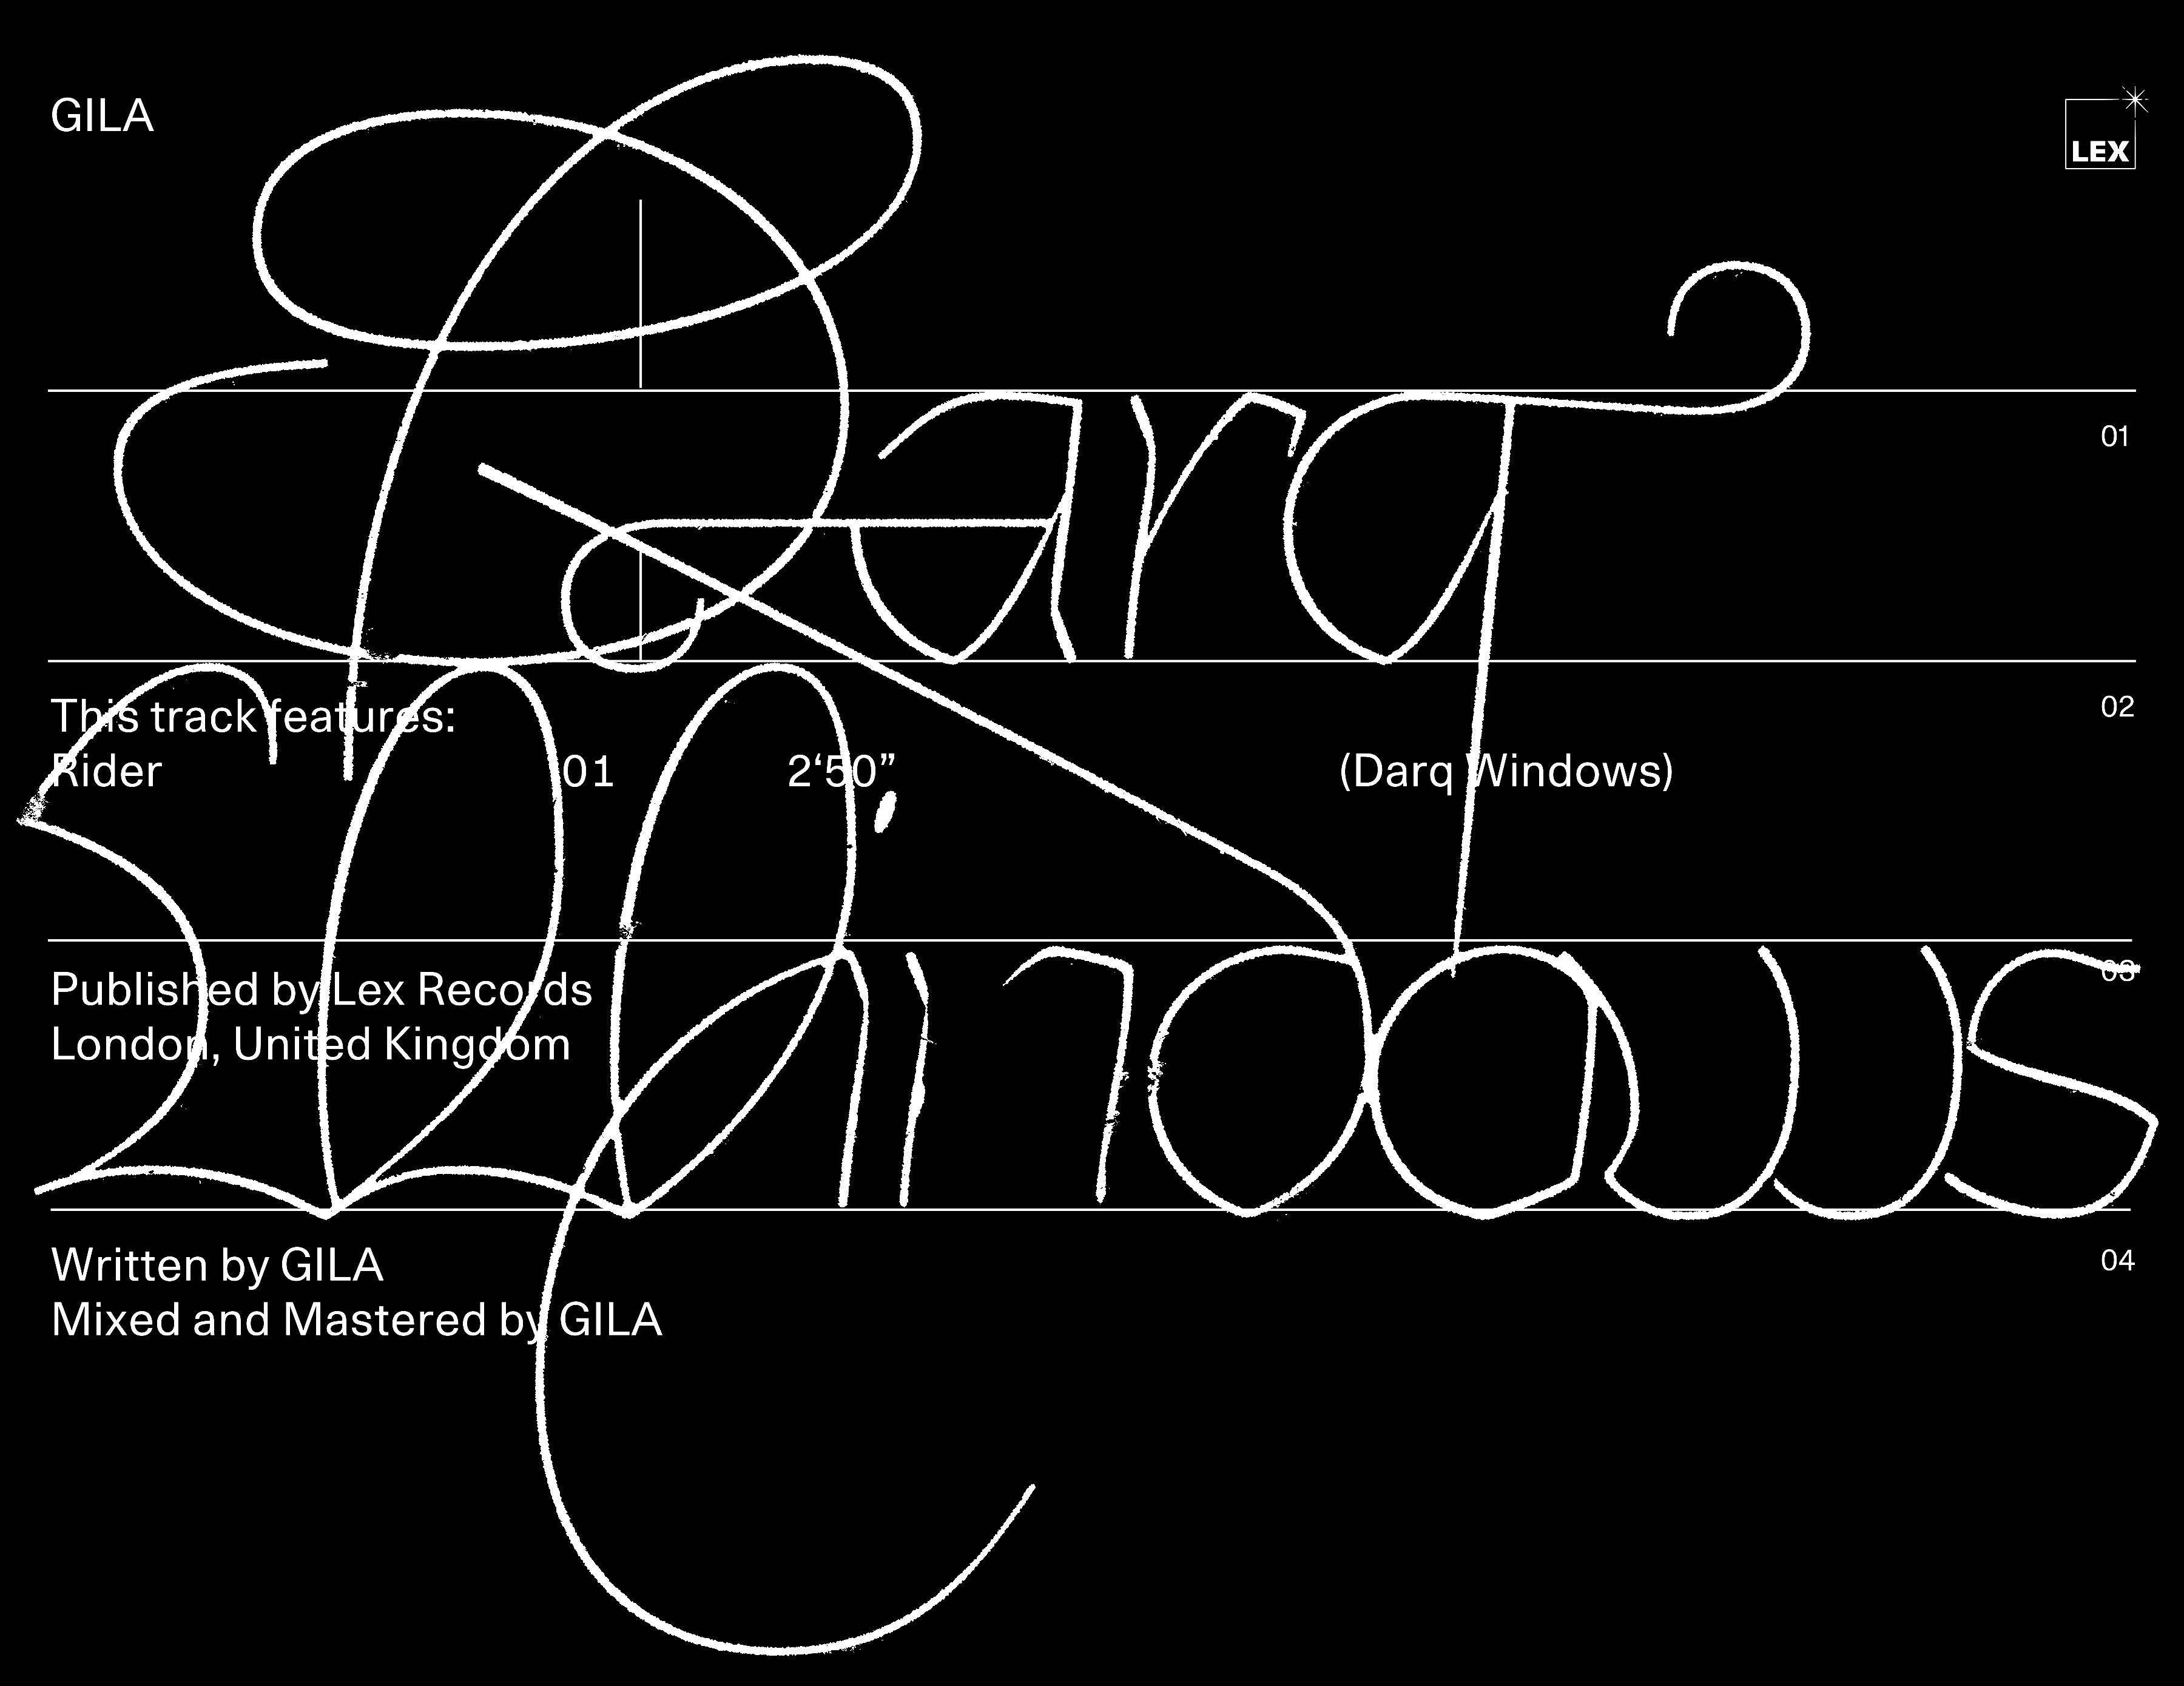 GILA
LEX
Darq
01
This track features:
02
Rider
01
2‘50”
(Darq Windows)
Windows
03
Published by Lex Records
London, United Kingdom
Written by GILA
04
Mixed and Mastered by GILA